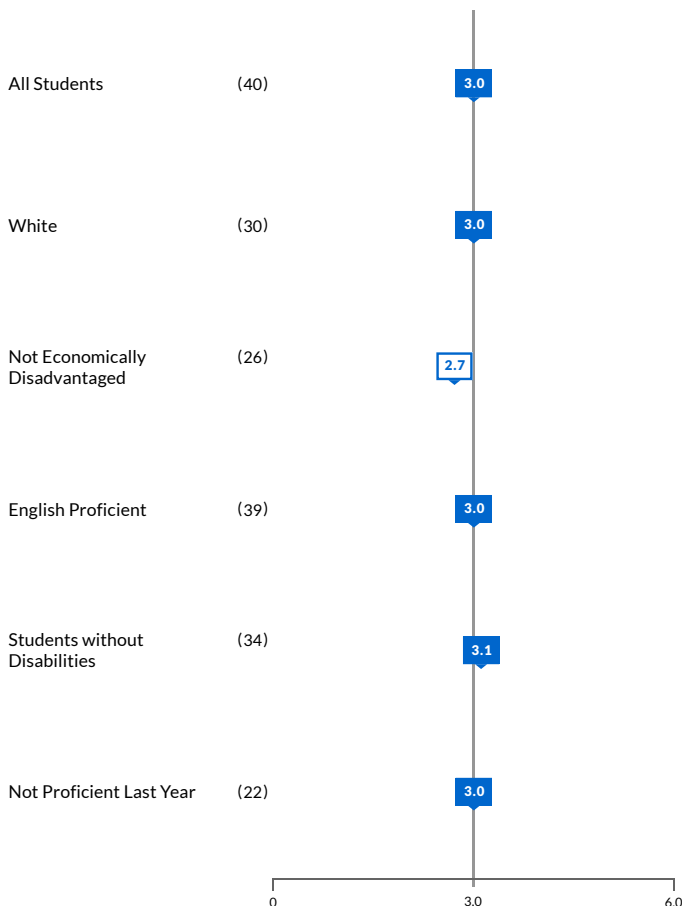 All Students (40) 3.0
White (30) 3.0
Not Economically (26) 2.7
Disadvantaged
English Proficient (39) 3.0
Students without (34) 3.1
Disabilities
Not Proficient Last Year (22) 3.0
0 3.0 6.0